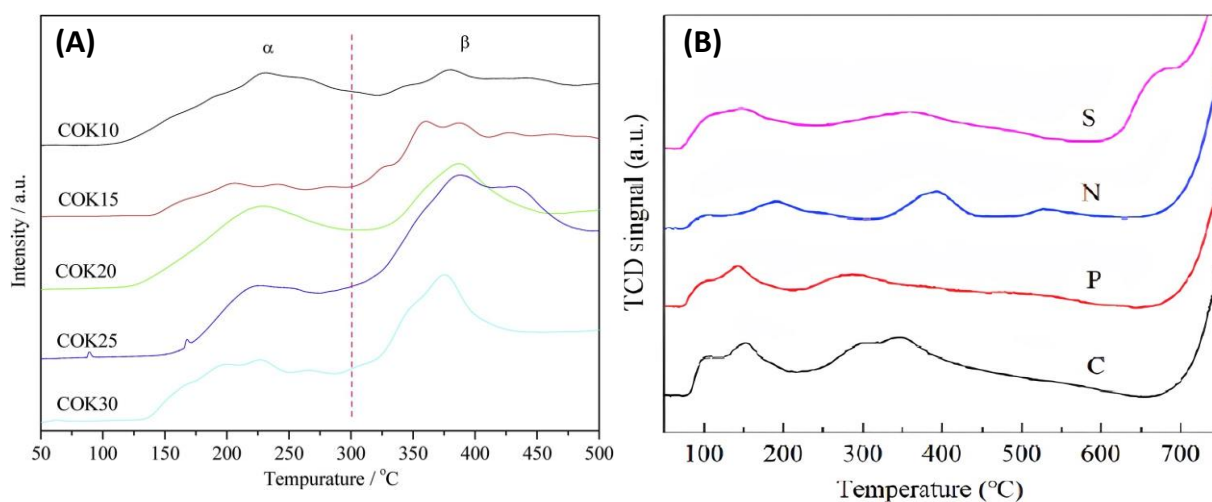 (A)
α
β
COK10
COK15
COK20
COK25
COK30
Intensity / a.u.
50 100 150 200 250 300 350 400 450 500
Tempurature / °C
(B)
S
N
P
C
TCD singnal (a.u.)
100 200 300 400 500 600 700
Temperature (°C)